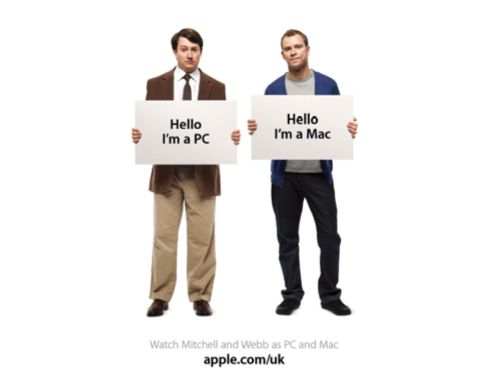 Hello
I'm a PC
Hello
I'm a Mac
Watch Mitchell and Webb as PC and Mac
apple.com/uk